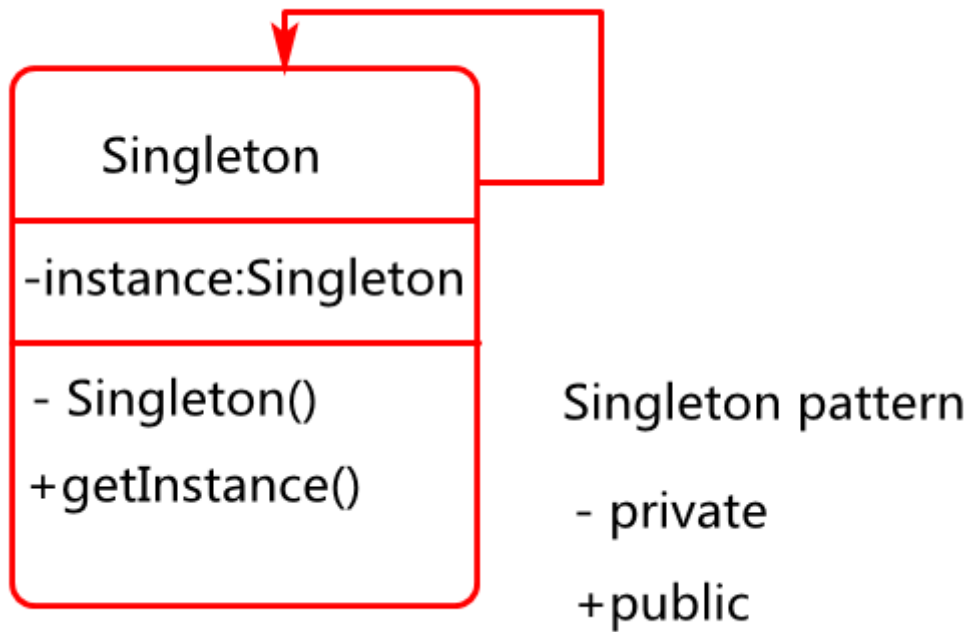 Singleton
-instance:Singleton
- Singleton()
+getInstance()
Singleton pattern
- private
+public